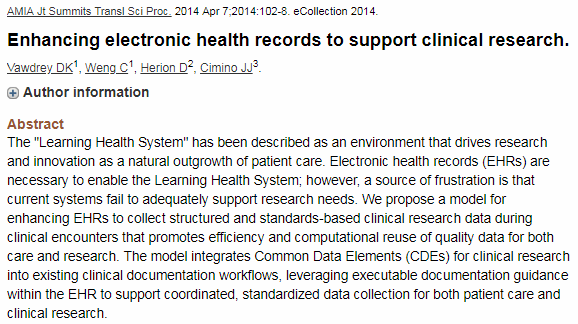 AMIA Jt Summits Transl Sci Proc. 2014 Apr 7;2014:102-8. eCollection 2014.
Enhancing electronic health records to support clinical research.
Vawdrey DK1, Weng C1, Herion D2, Cimino JJ3.
Author information
Abstract
The "Learning Health System" has been described as an environment that drives research
and innovation as a natural outgrowth of patient care. Electronic health records (EHRs) are
necessary to enable the Learning Health System; however, a source of frustration is that
current systems fail to adequately support research needs. We propose a model for
enhancing EHRs to collect structured and standards-based clinical research data during
clinical encounters that promotes efficiency and computational reuse of quality data for both
care and research. The model integrates Common Data Elements (CDEs) for clinical research
into existing clinical documentation workflows, leveraging executable documentation guidance
within the EHR to support coordinated, standardized data collection for both patient care and
clinical research.